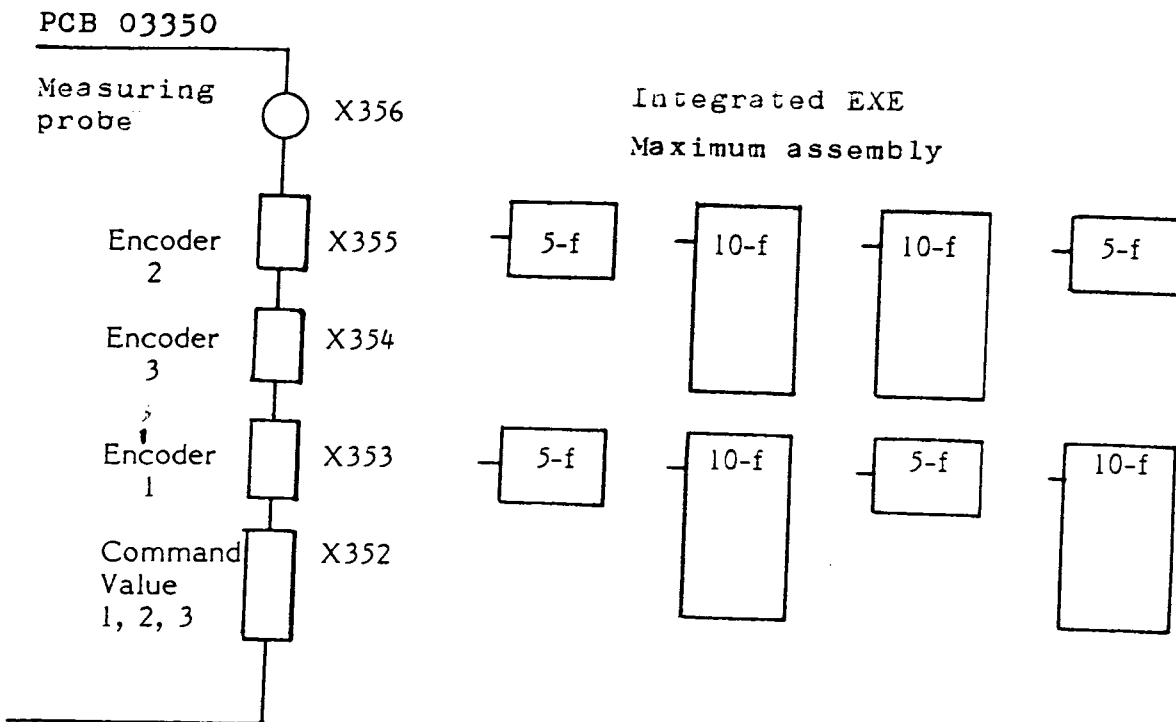 PCB 03350
Measuring
probe
X356
Integrated EXE
Maximum assembly
Encoder
2
X355
5-f
10-f
10-f
5-f
Encoder
3
X354
Encoder
1
X353
5-f
10-f
5-f
10-f
Command
Value
1, 2, 3
X352